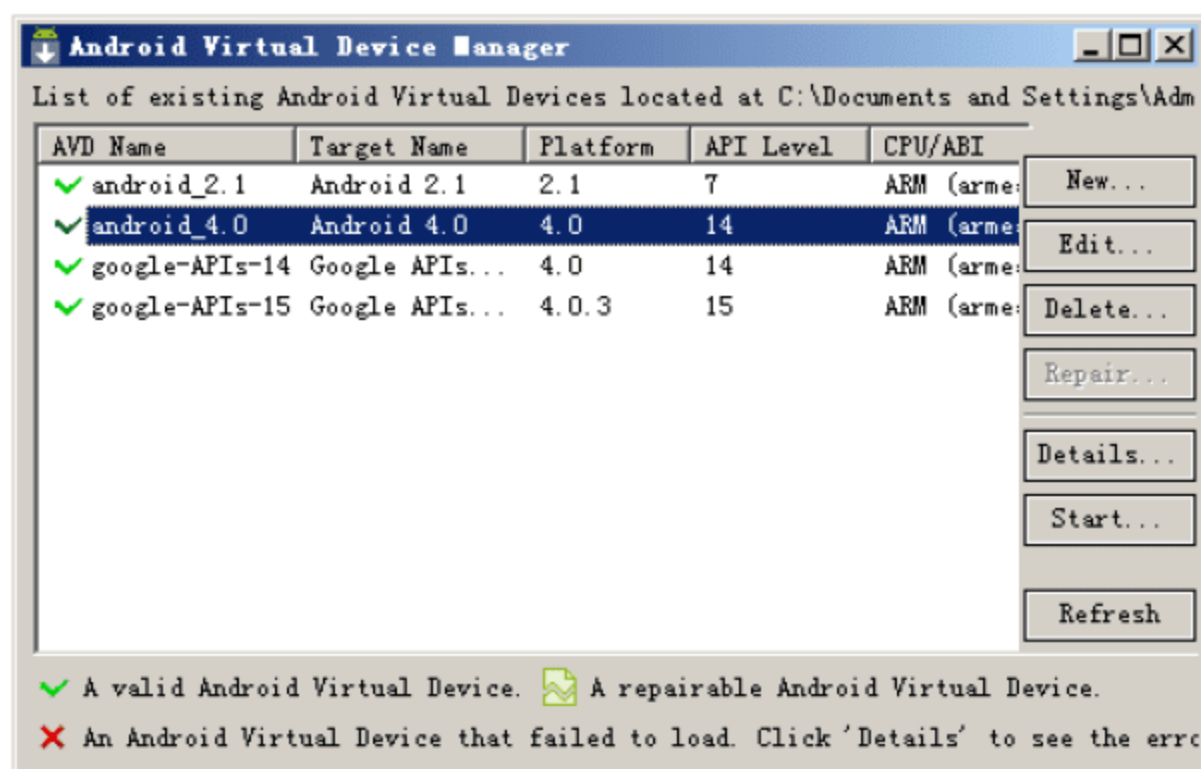 Android Virtual Device Manager
List of existing Android Virtual Devices located at C:\Documents and Settings\Adm
AVD Name Target Name Platform API Level CPU/ABI
android_2.1 Android 2.1 2.1 7 ARM (arme
New...
android_4.0 Android 4.0 4.0 14 ARM (arme
Edit...
google-APIs-14 Google APIs... 4.0 14 ARM (arme
google-APIs-15 Google APIs... 4.0.3 15 ARM (arme
Delete...
Repair...
Details...
Start...
Refresh
A valid Android Virtual Device. A repairable Android Virtual Device.
An Android Virtual Device that failed to load. Click 'Details' to see the erro